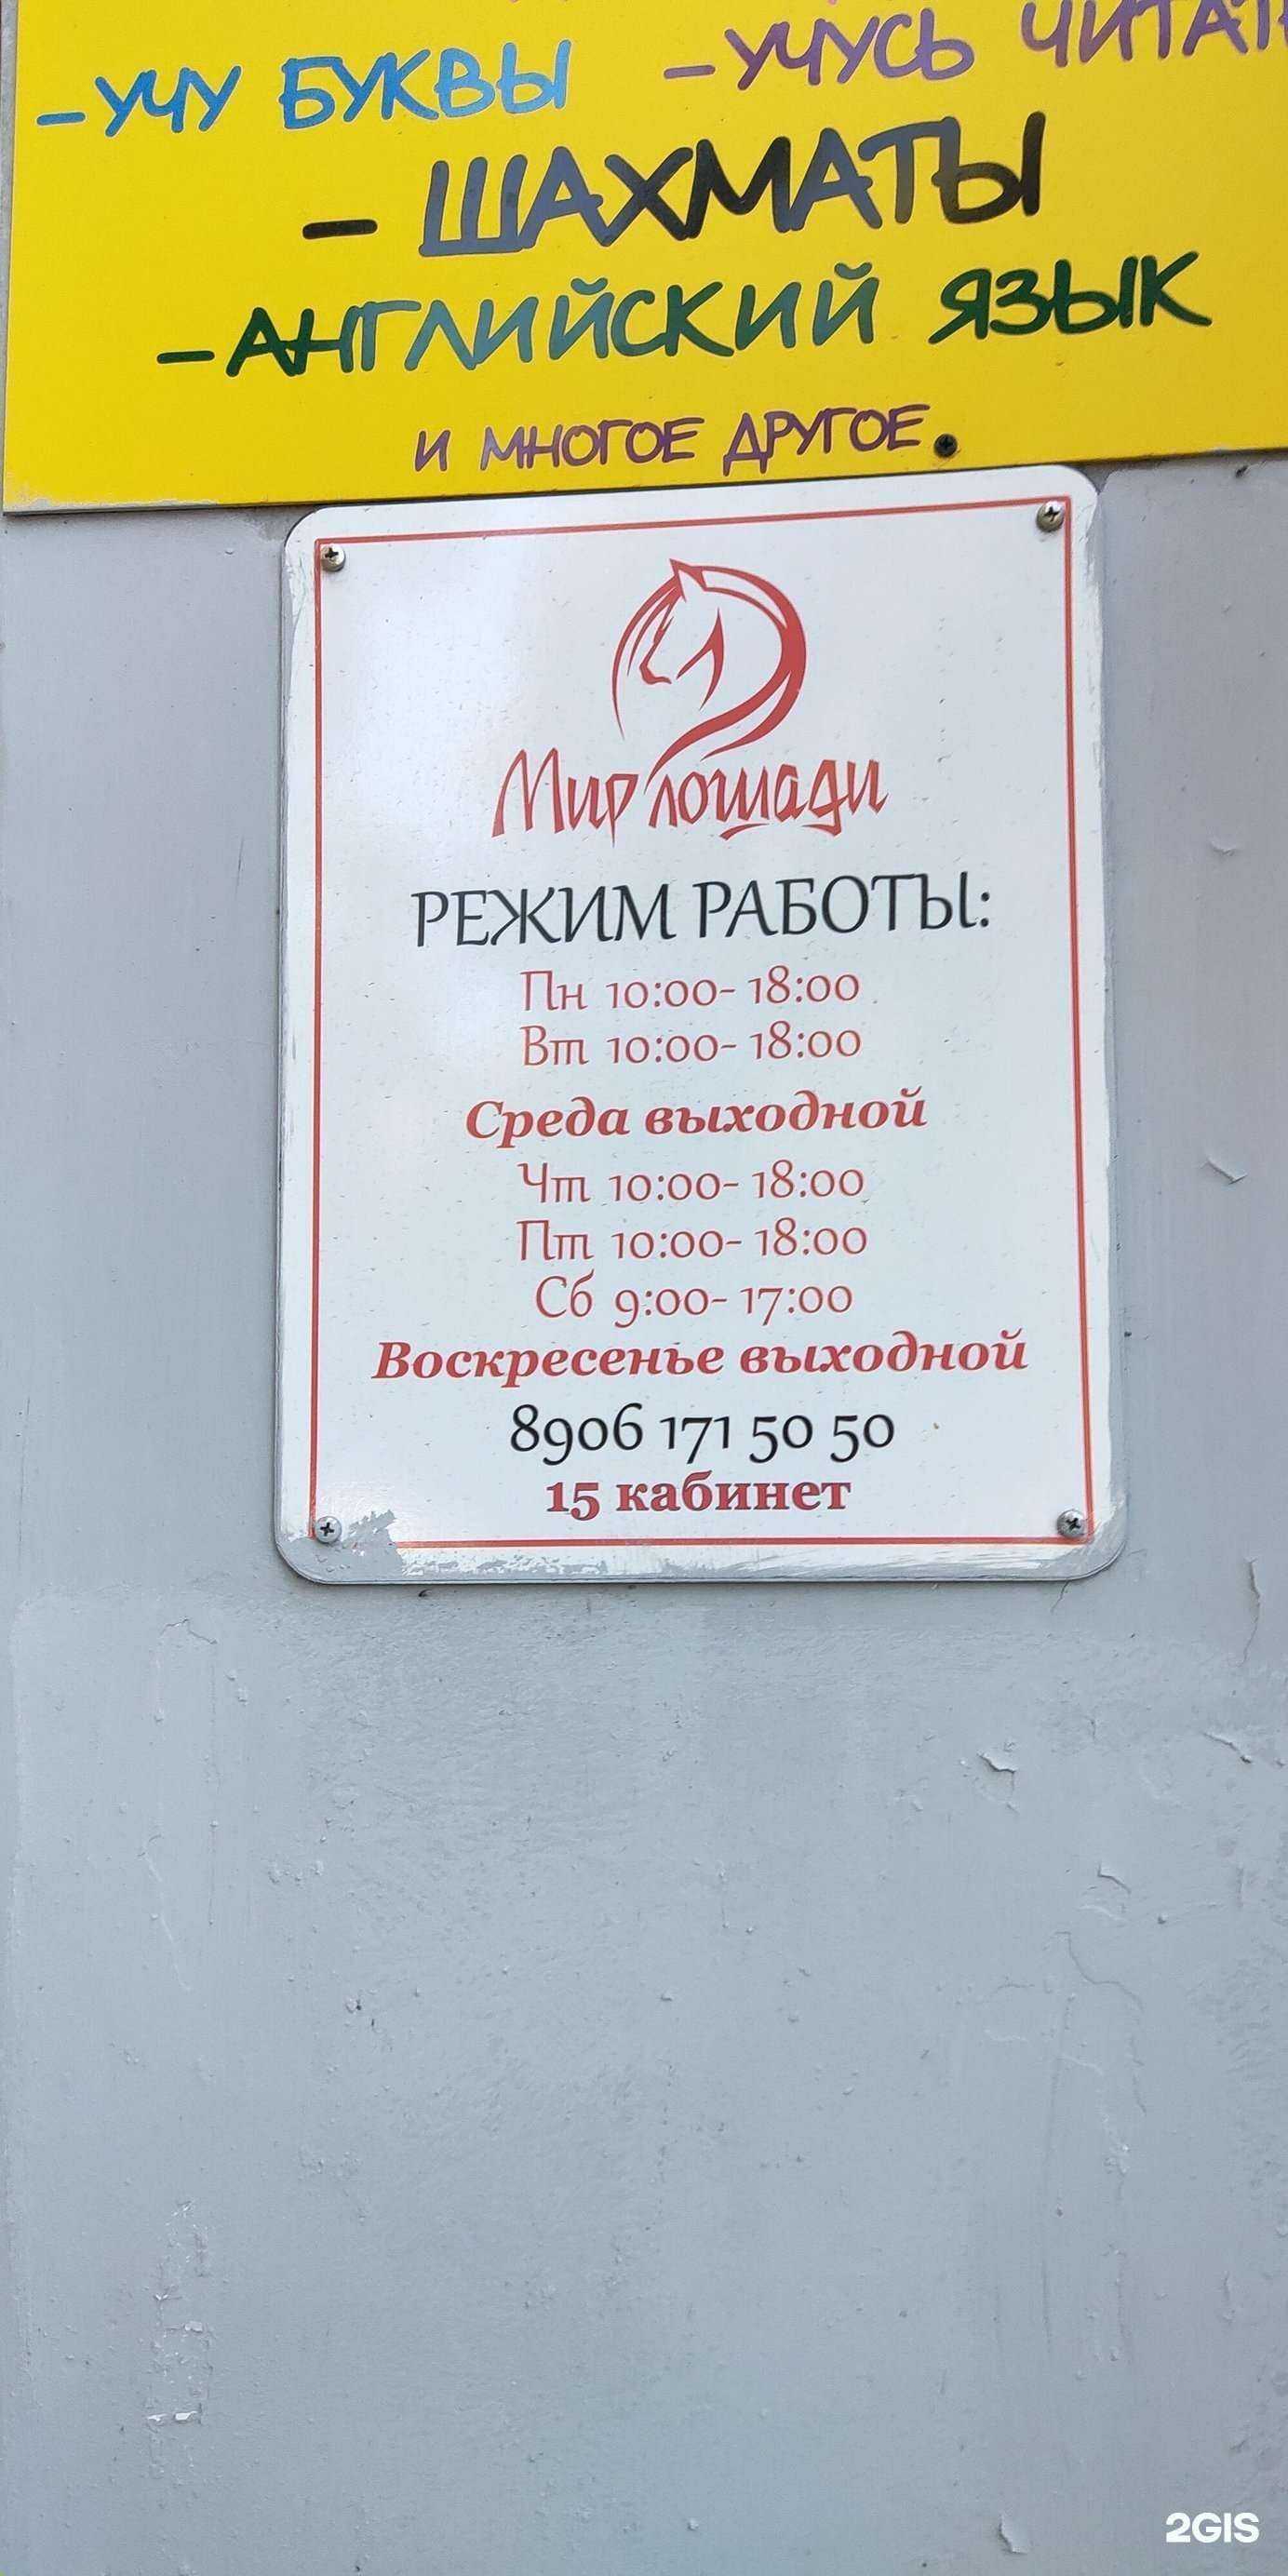 -УЧУ БУКВЫ -УЧУСЬ
- ШАХМАТЫ
-АНГЛИЙСКИЙ ЯЗЫК
И МНОГОЕ ДРУГОЕ.
Мир лошади
РЕЖИМ РАБОТЫ:
Пн 10:00- 18:00
Вт 10:00- 18:00
Среда выходной
Чт 10:00- 18:00
Пт 10:00- 18:00
Сб 9:00- 17:00
Воскресенье выходной
8906 171 50 50
15 кабинет
2GIS